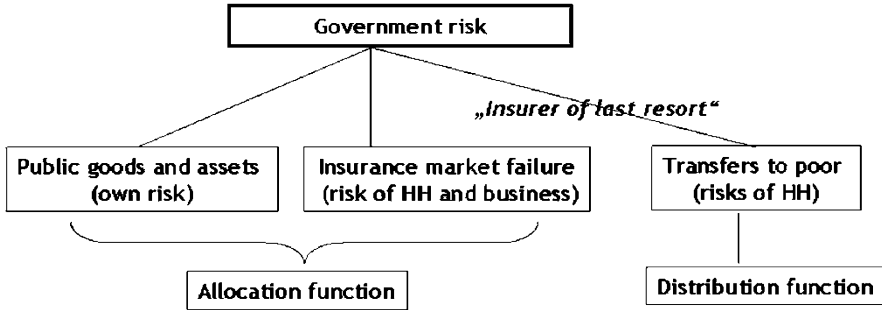 Government risk
„Insurer of last resort“
Public goods and assets
(own risk)
Insurance market failure
(risk of HH and business)
Transfers to poor
(risks of HH)
Allocation function
Distribution function